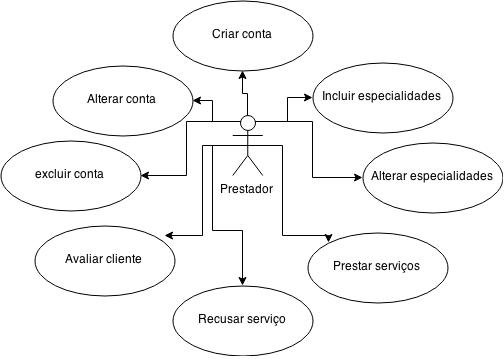 Criar conta
Alterar conta
Incluir especialidades
excluir conta
Prestador
Alterar especialidades
Avaliar cliente
Prestar serviços
Recusar serviço